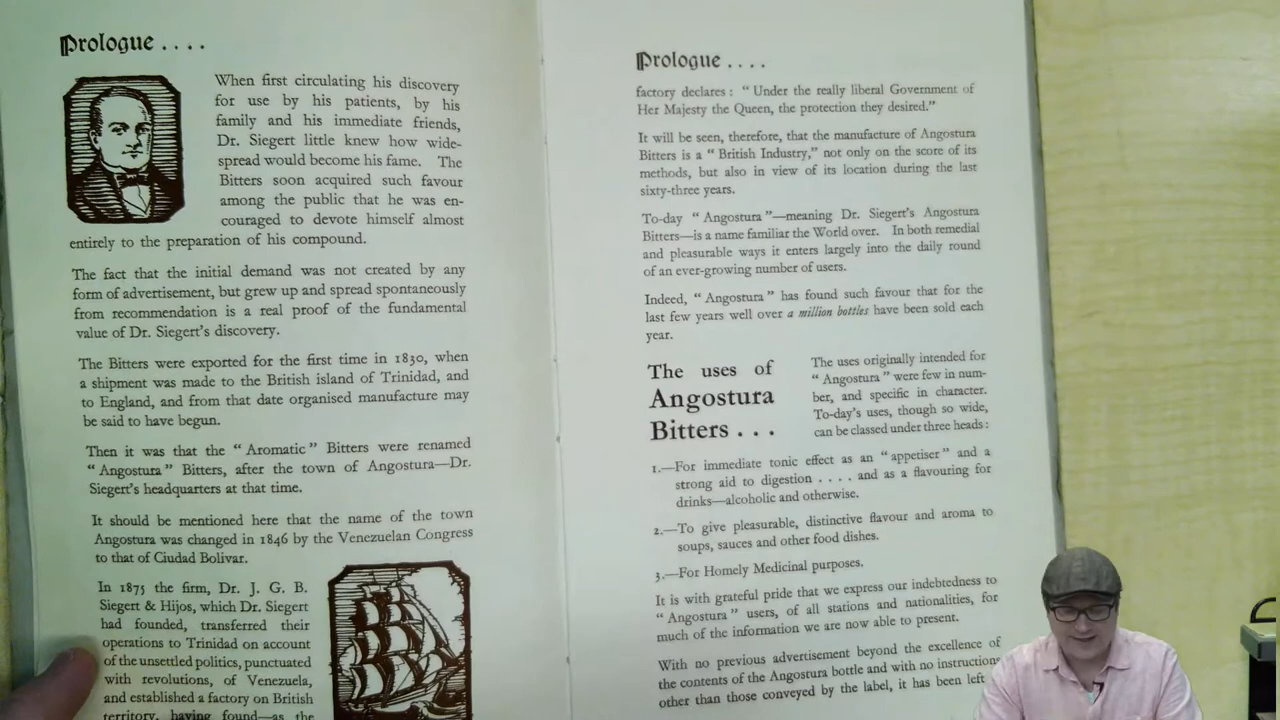 Prologue ....
When first circulating his discovery
for use by his patients, by his
family and his immediate friends,
Dr. Siegert little knew how wide-
spread would become his fame. The
Bitters soon acquired such favour
among the public that he was en-
couraged to devote himself almost
entirely to the preparation of his compound.
The fact that the initial demand was not created by any
form of advertisement, but grew up and spread spontaneously
from recommendation is a real proof of the fundamental
value of Dr. Siegert's discovery.
The Bitters were exported for the first time in 1830, when
a shipment was made to the British island of Trinidad, and
to England, and from that date organised manufacture may
be said to have begun.
Then it was that the “Aromatic” Bitters were renamed
“Angostura” Bitters, after the town of Angostura—Dr.
Siegert's headquarters at that time.
It should be mentioned here that the name of the town
Angostura was changed in 1846 by the Venezuelan Congress
to that of Ciudad Bolivar.
In 1875 the firm, Dr. J. G. B.
Siegert & Hijos, which Dr. Siegert
had founded, transferred their
operations to Trinidad on account
of the unsettled politics, punctuated
with revolutions, of Venezuela,
and established a factory on British
territory, having found—as the
Prologue ....
factory declares : “ Under the really liberal Government of
Her Majesty the Queen, the protection they desired.”
It will be seen, therefore, that the manufacture of Angostura
Bitters is a “ British Industry,” not only on the score of its
methods, but also in view of its location during the last
sixty-three years.
To-day “ Angostura ”—meaning Dr. Siegert's Angostura
Bitters—is a name familiar the World over. In both remedial
and pleasurable ways it enters largely into the daily round
of an ever-growing number of users.
Indeed, “ Angostura ” has found such favour that for the
last few years well over a million bottles have been sold each
year.
The uses of
Angostura
Bitters ...
The uses originally intended for
“ Angostura ” were few in num-
ber, and specific in character.
To-day's uses, though so wide,
can be classed under three heads :
1.—For immediate tonic effect as an “ appetiser ” and a
strong aid to digestion .... and as a flavouring for
drinks—alcoholic and otherwise.
2.—To give pleasurable, distinctive flavour and aroma to
soups, sauces and other food dishes.
3.—For Homely Medicinal purposes.
It is with grateful pride that we express our indebtedness to
“ Angostura ” users, of all stations and nationalities, for
much of the information we are now able to present.
With no previous advertisement beyond the excellence of
the contents of the Angostura bottle and with no instructions
other than those conveyed by the label, it has been left